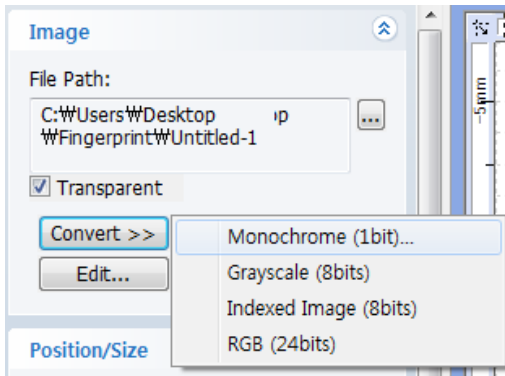 Image
File Path:
C:₩Users₩Desktop ıp
₩Fingerprint₩Untitled-1
...
Transparent
Convert >>
Monochrome (1bit)...
Edit...
Grayscale (8bits)
Indexed Image (8bits)
RGB (24bits)
Position/Size
-5mm